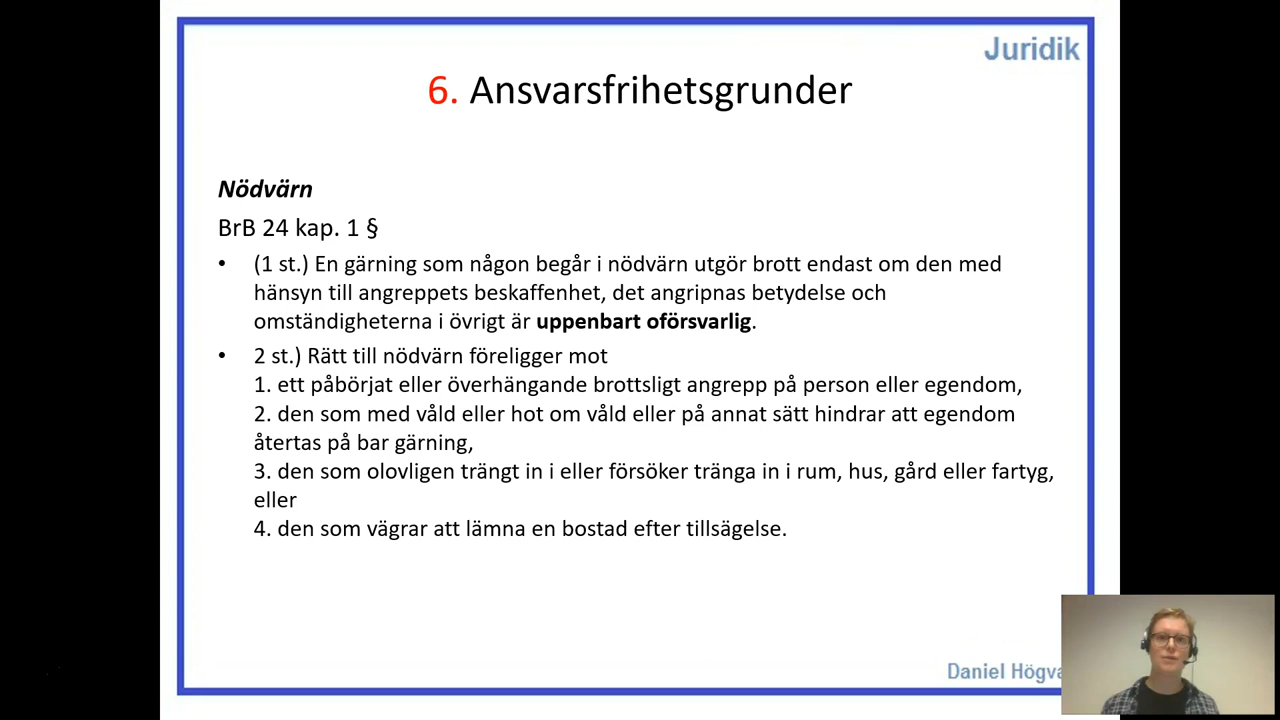 Juridik
6. Ansvarsfrihetsgrunder
Nödvärn
BrB 24 kap. 1 §
• (1 st.) En gärning som någon begår i nödvärn utgör brott endast om den med
hänsyn till angreppets beskaffenhet, det angripnas betydelse och
omständigheterna i övrigt är uppenbart oförsvarlig.
• 2 st.) Rätt till nödvärn föreligger mot
1. ett påbörjat eller överhängande brottsligt angrepp på person eller egendom,
2. den som med våld eller hot om våld eller på annat sätt hindrar att egendom
återtas på bar gärning,
3. den som olovligen trängt in i eller försöker tränga in i rum, hus, gård eller fartyg,
eller
4. den som vägrar att lämna en bostad efter tillsägelse.
Daniel